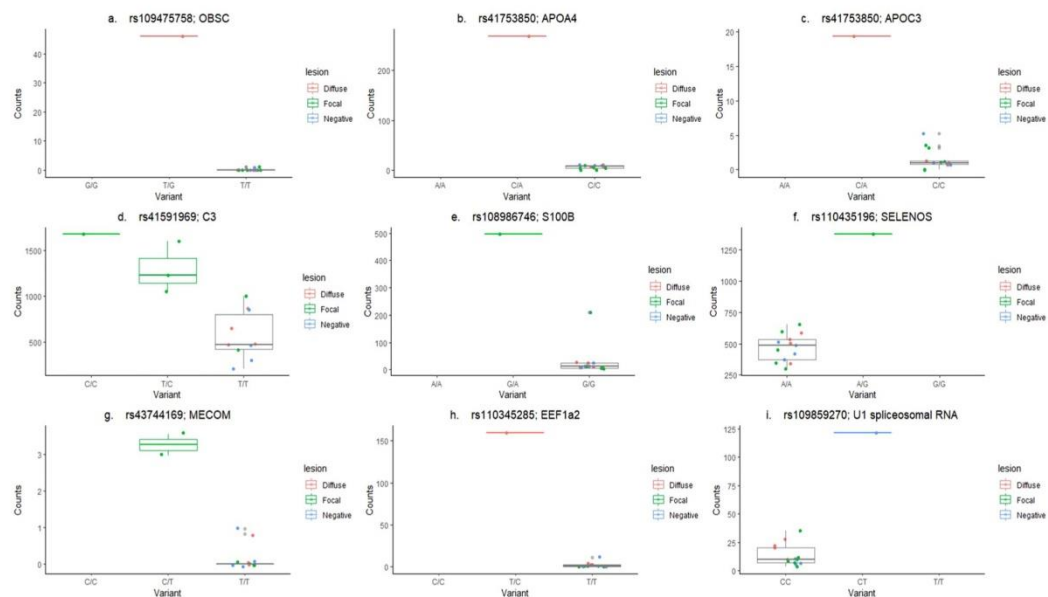 a. rs109475758; OBSC
40
30
20
10
0
Counts
G/G
T/G
T/T
Variant
lesion
Diffuse
Focal
Negative
b. rs41753850; APOA4
200
100
0
Counts
A/A
C/A
C/C
Variant
lesion
Diffuse
Focal
Negative
c. rs41753850; APOC3
20
15
10
5
0
Counts
A/A
C/A
C/C
Variant
lesion
Diffuse
Focal
Negative
d. rs41591969; C3
1500
1000
500
Counts
C/C
T/C
T/T
Variant
lesion
Diffuse
Focal
Negative
e. rs108986746; S100B
500
400
300
200
100
0
Counts
A/A
G/A
G/G
Variant
lesion
Diffuse
Focal
Negative
f. rs110435196; SELENOS
1250
1000
750
500
250
Counts
A/A
A/G
G/G
Variant
lesion
Diffuse
Focal
Negative
g. rs43744169; MECOM
3
2
1
0
Counts
C/C
C/T
T/T
Variant
lesion
Diffuse
Focal
Negative
h. rs110345285; EEF1a2
150
100
50
0
Counts
C/C
T/C
T/T
Variant
lesion
Diffuse
Focal
Negative
i. rs109859270; U1 spliceosomal RNA
125
100
75
50
25
0
Counts
CC
CT
T/T
Variant
lesion
Diffuse
Focal
Negative